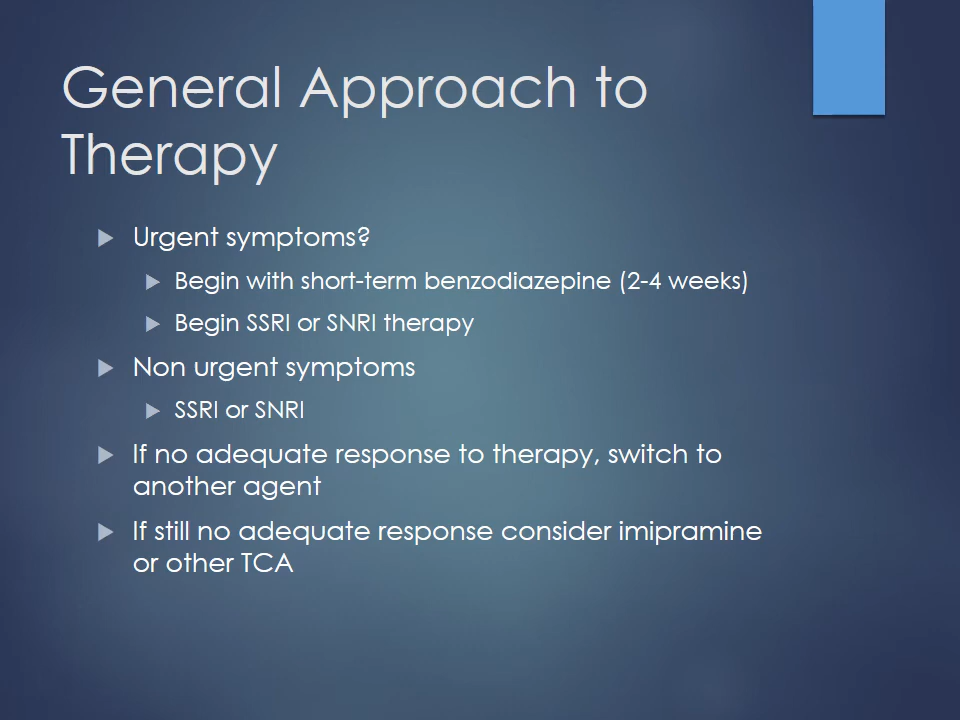 General Approach to
Therapy
Urgent symptoms?
Begin with short-term benzodiazepine (2-4 weeks)
Begin SSRI or SNRI therapy
Non urgent symptoms
SSRI or SNRI
If no adequate response to therapy, switch to
another agent
If still no adequate response consider imipramine
or other TCA